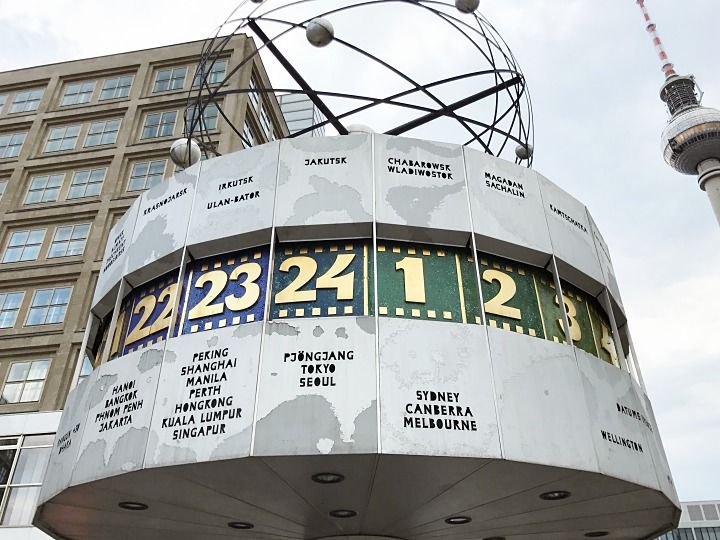 KRASNOJARSK
IRKUTSK
ULAN-BATOR
JAKUTSK
CHABAROWSK
WLADIWOSTOK
MAGADAN
SACHALIN
KAMTSCHATKA
22
23
24
1
2
3
4
HANOI
BANGKOK
PHNOM PENH
JAKARTA
PEKING
SHANGHAI
MANILA
PERTH
HONGKONG
KUALA LUMPUR
SINGAPUR
PJÖNGJANG
TOKYO
SEOUL
SYDNEY
CANBERRA
MELBOURNE
WELLINGTON